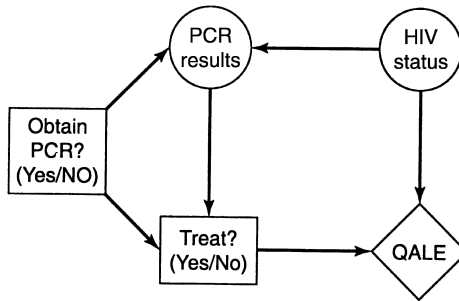 PCR
results
HIV
status
Obtain
PCR?
(Yes/NO)
Treat?
(Yes/No)
QALE